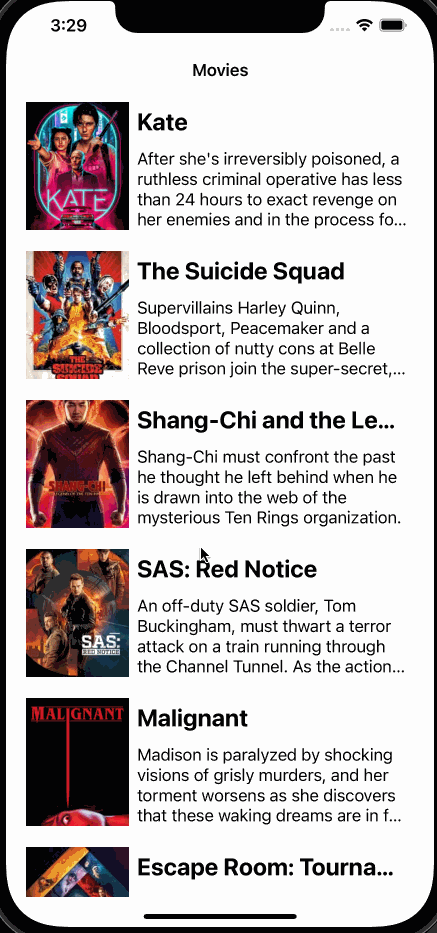 3:29
Movies
KATE
Kate
After she's irreversibly poisoned, a
ruthless criminal operative has less
than 24 hours to exact revenge on
her enemies and in the process fo...
THE
SUICIDE
SQUAD
The Suicide Squad
Supervillains Harley Quinn,
Bloodsport, Peacemaker and a
collection of nutty cons at Belle
Reve prison join the super-secret,...
SHANG-CHI
Shang-Chi and the Le...
Shang-Chi must confront the past
he thought he left behind when he
is drawn into the web of the
mysterious Ten Rings organization.
SAS:
RED NOTICE
SAS: Red Notice
An off-duty SAS soldier, Tom
Buckingham, must thwart a terror
attack on a train running through
the Channel Tunnel. As the action...
MALIGNANT
Malignant
Madison is paralyzed by shocking
visions of grisly murders, and her
torment worsens as she discovers
that these waking dreams are in f...
Escape Room: Tourna...